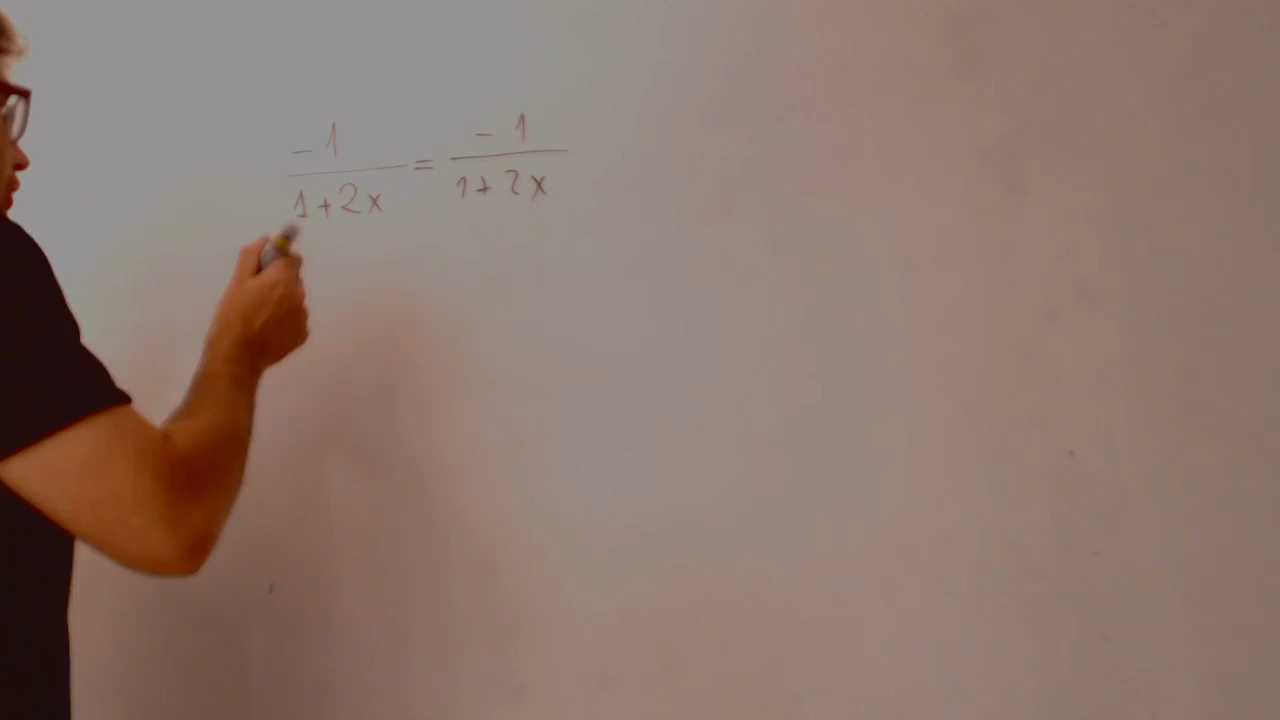 -1/(1+2x) = -1/(1+2x)